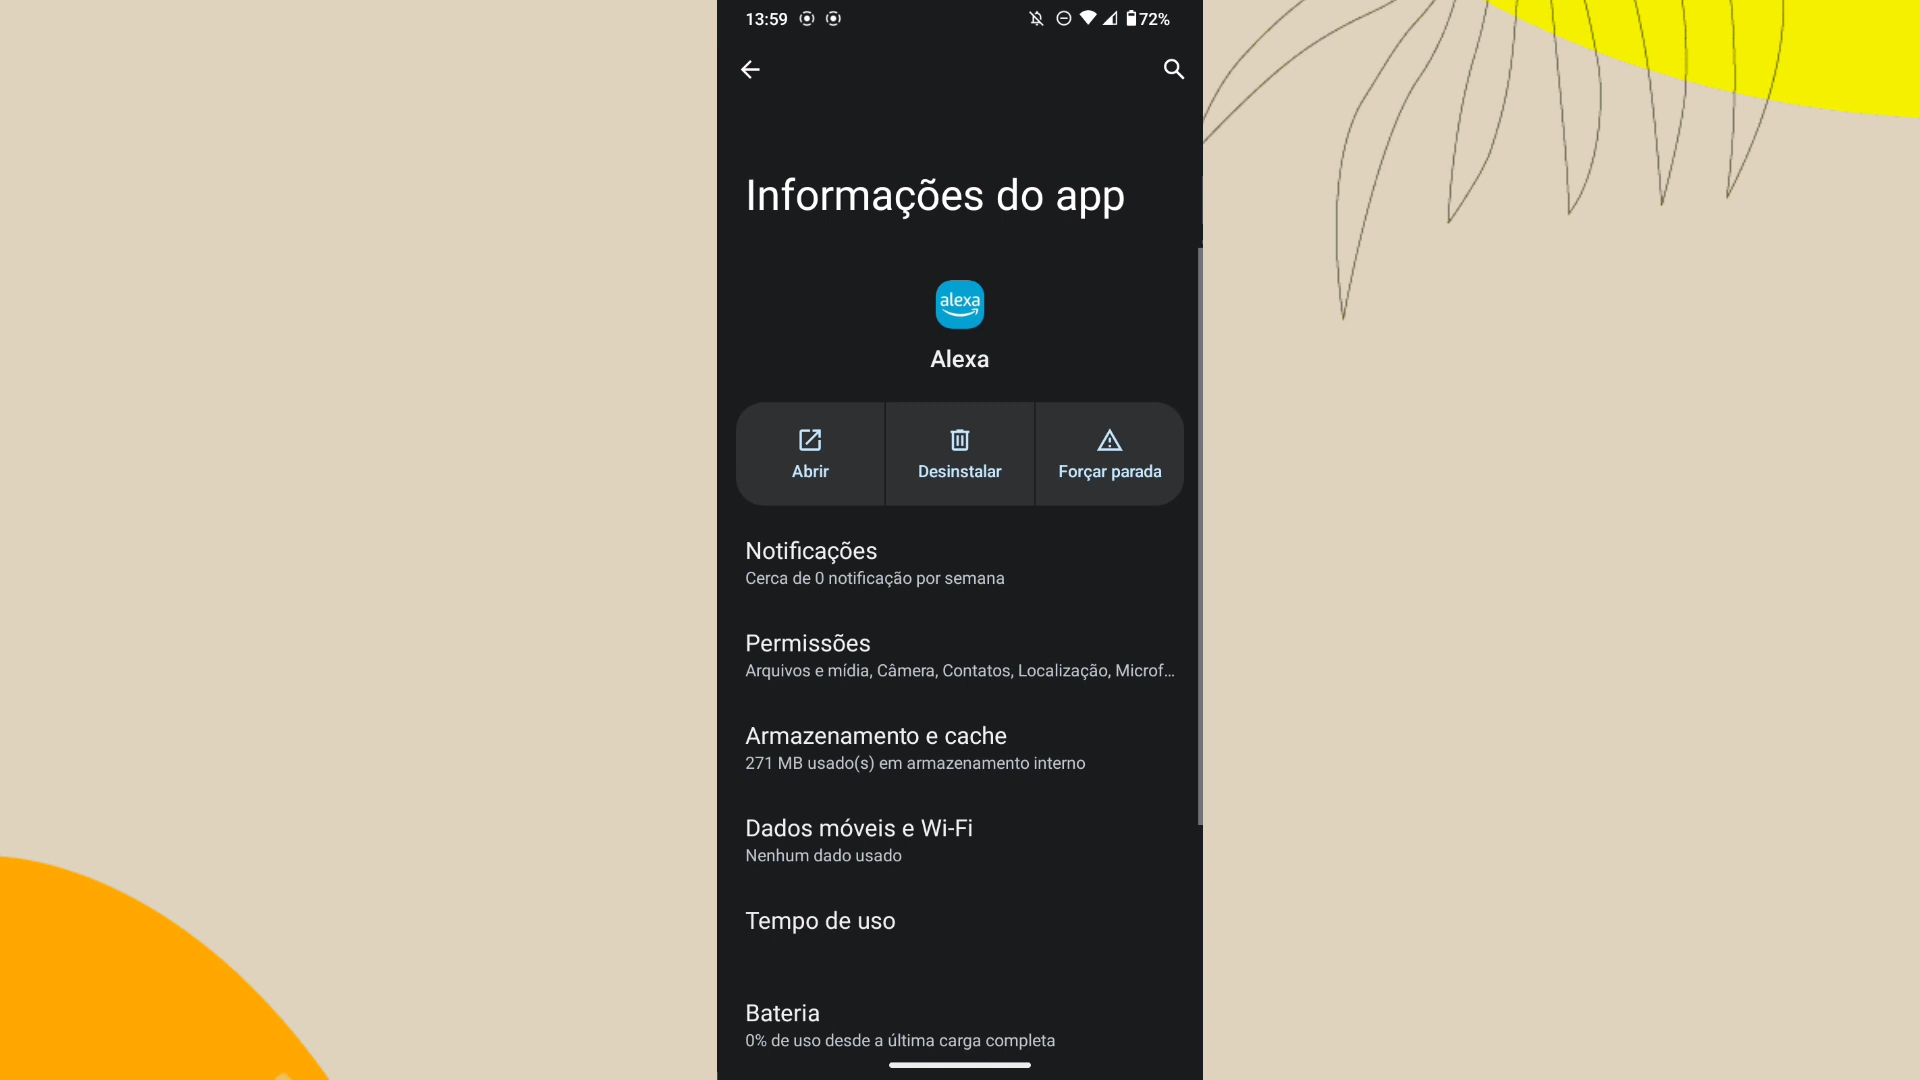 13:59
72%
Informações do app
alexa
Alexa
Abrir
Desinstalar
Forçar parada
Notificações
Cerca de 0 notificação por semana
Permissões
Arquivos e mídia, Câmera, Contatos, Localização, Microf…
Armazenamento e cache
271 MB usado(s) em armazenamento interno
Dados móveis e Wi-Fi
Nenhum dado usado
Tempo de uso
Bateria
0% de uso desde a última carga completa